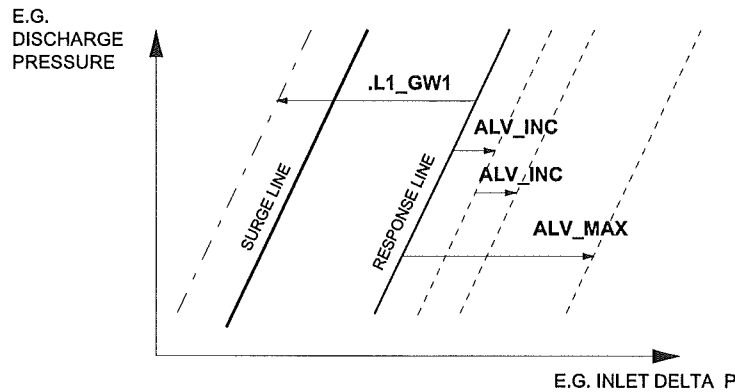 E.G.
DISCHARGE
PRESSURE
.L1_GW1
ALV_INC
ALV_INC
ALV_MAX
SURGE LINE
RESPONSE LINE
E.G. INLET DELTA P